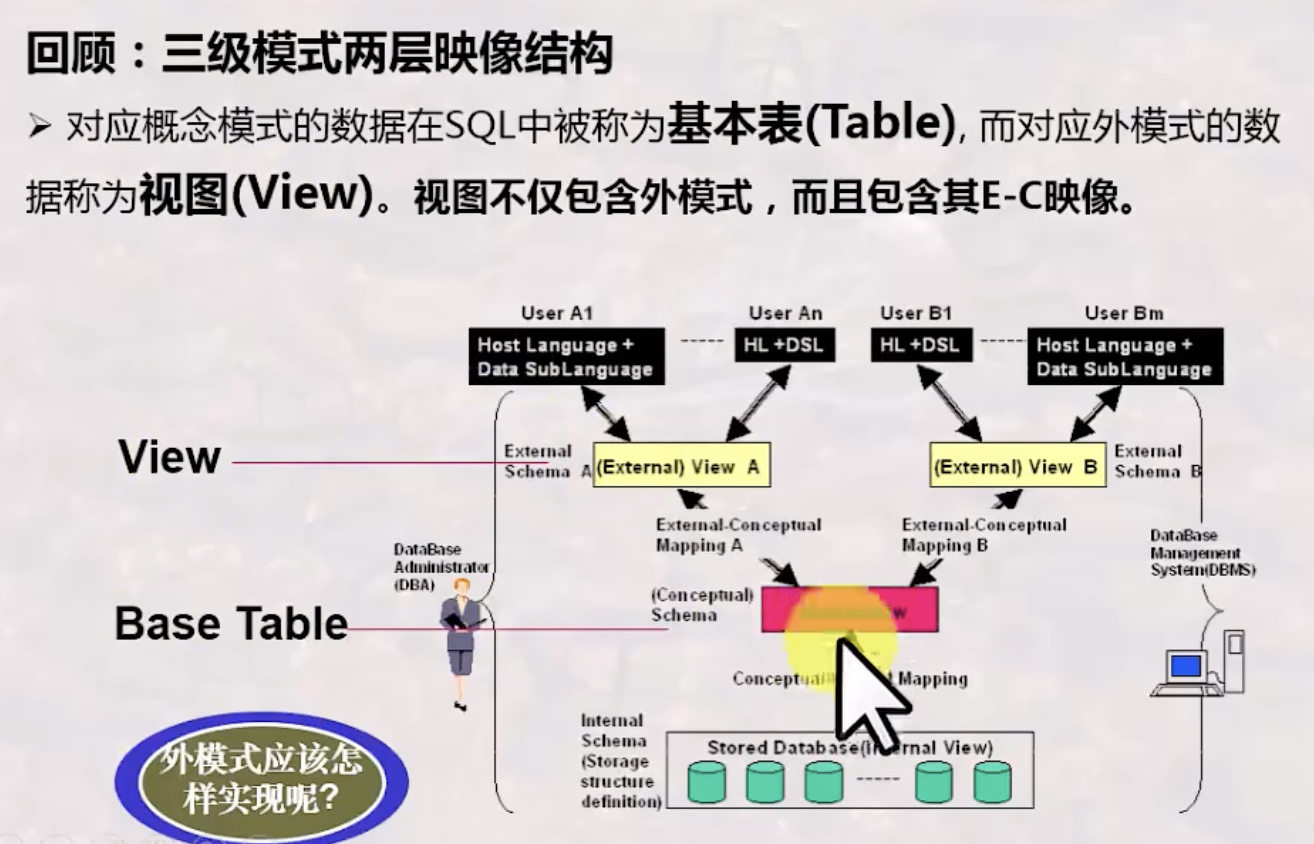 回顾：三级模式两层映像结构
➢ 对应概念模式的数据在SQL中被称为基本表(Table), 而对应外模式的数
据称为视图(View)。视图不仅包含外模式，而且包含其E-C映像。
User A1
User An
User B1
User Bm
Host Language +
Data SubLanguage
HL +DSL
HL +DSL
Host Language +
Data SubLanguage
View
External
Schema A
(External) View A
(External) View B
External
Schema B
External-Conceptual
Mapping A
External-Conceptual
Mapping B
DataBase
Administrator
(DBA)
DataBase
Management
System(DBMS)
Base Table
(Conceptual)
Schema
Mapping
Internal
Schema
(Storage
structure
definition)
Stored Database
View)
外模式应该怎
样实现呢?